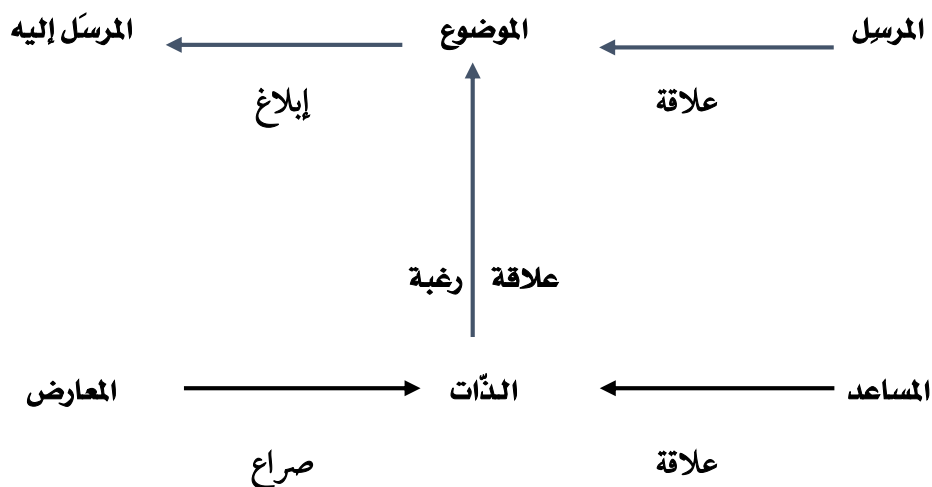 المرسِل الموضوع المرسَل إليه
علاقة إبلاغ
علاقة رغبة
المساعد الذّات المعارض
علاقة صراع